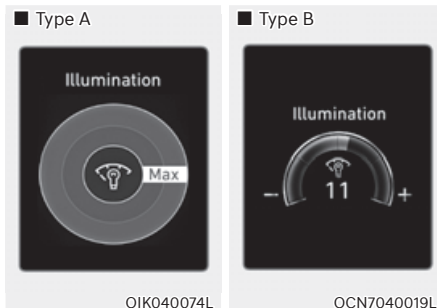 ■ Type A
Illumination
Max
OIK040074L
■ Type B
Illumination
11
- +
OCN7040019L